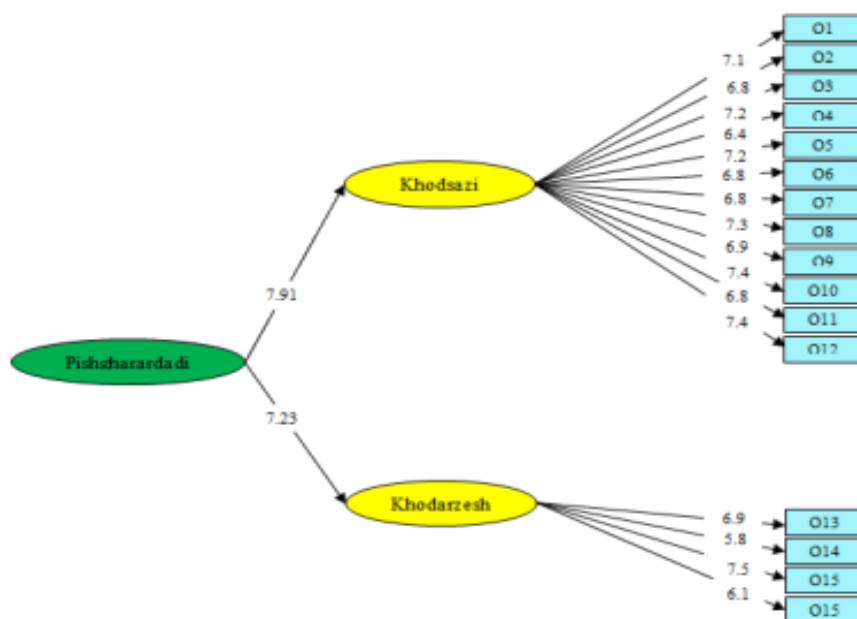 O1
O2
O3
O4
O5
O6
O7
O8
O9
O10
O11
O12
7.1
6.8
7.2
6.4
7.2
6.8
6.8
7.3
6.9
7.4
6.8
7.4
Khodsazi
7.91
Pishgharardadi
7.23
Khodarzesh
6.9
5.8
7.5
6.1
O13
O14
O15
O15